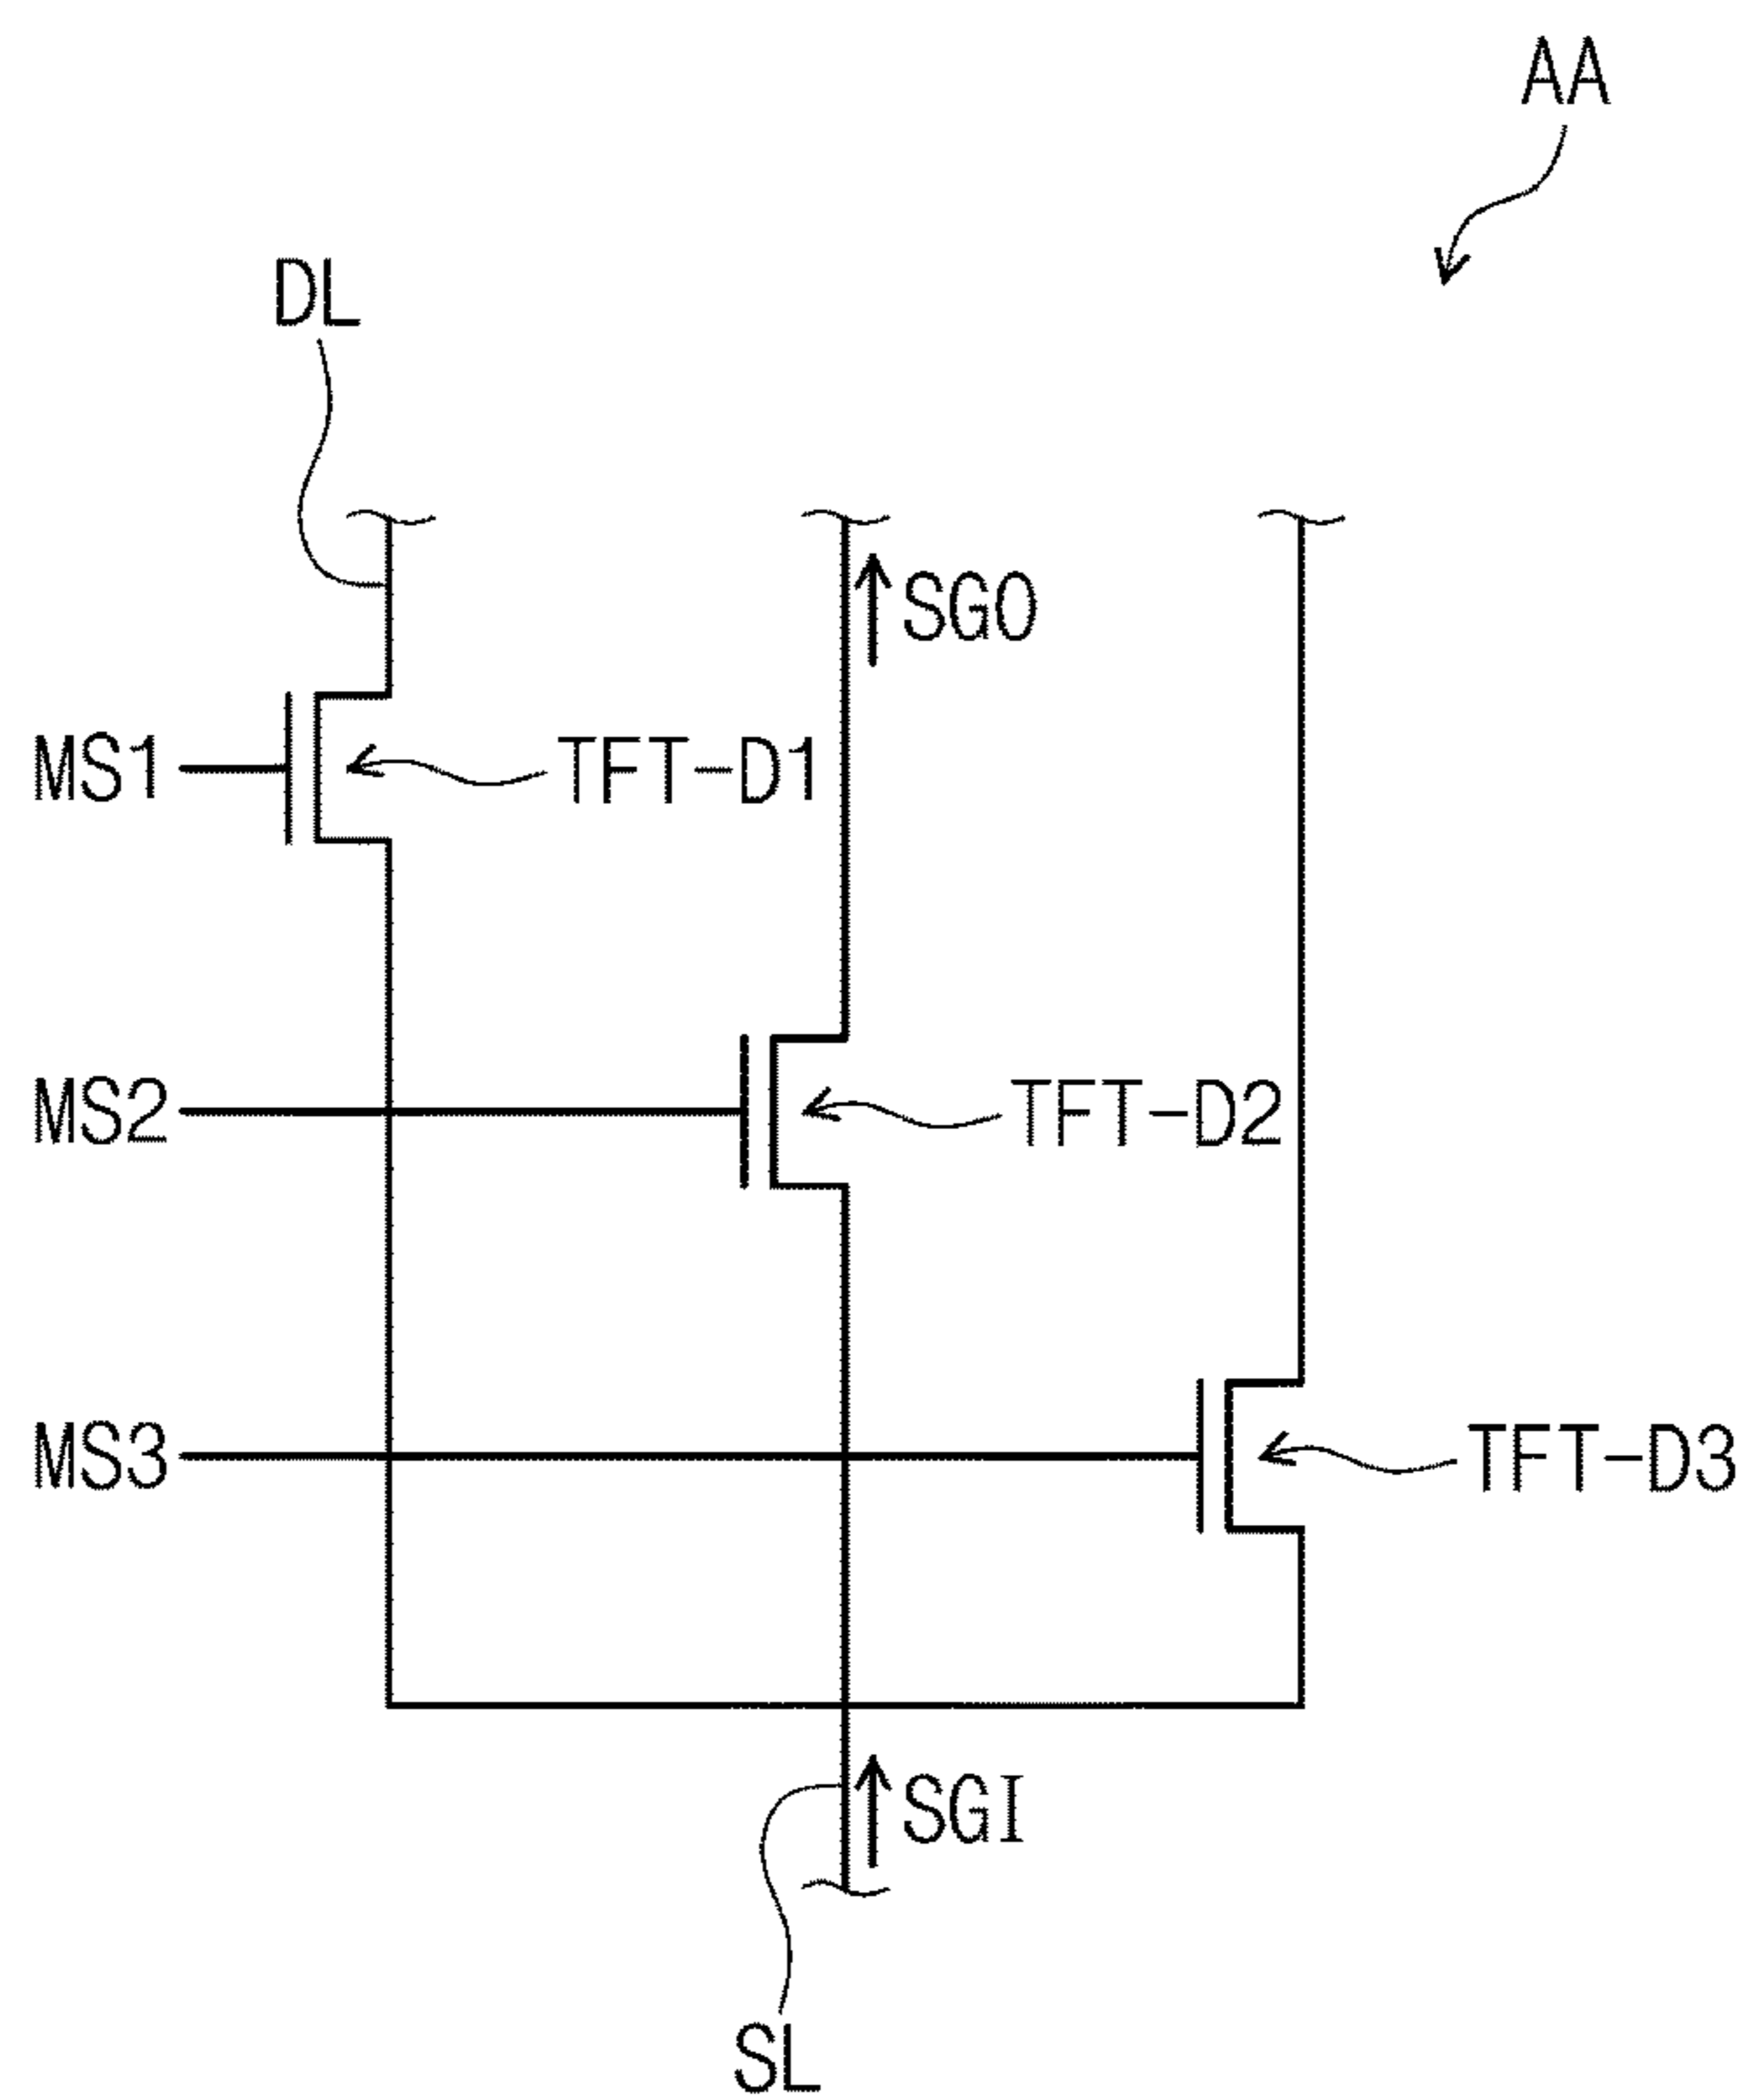 AA
DL
SGO
MS1
TFT-D1
MS2
TFT-D2
MS3
TFT-D3
SGI
SL